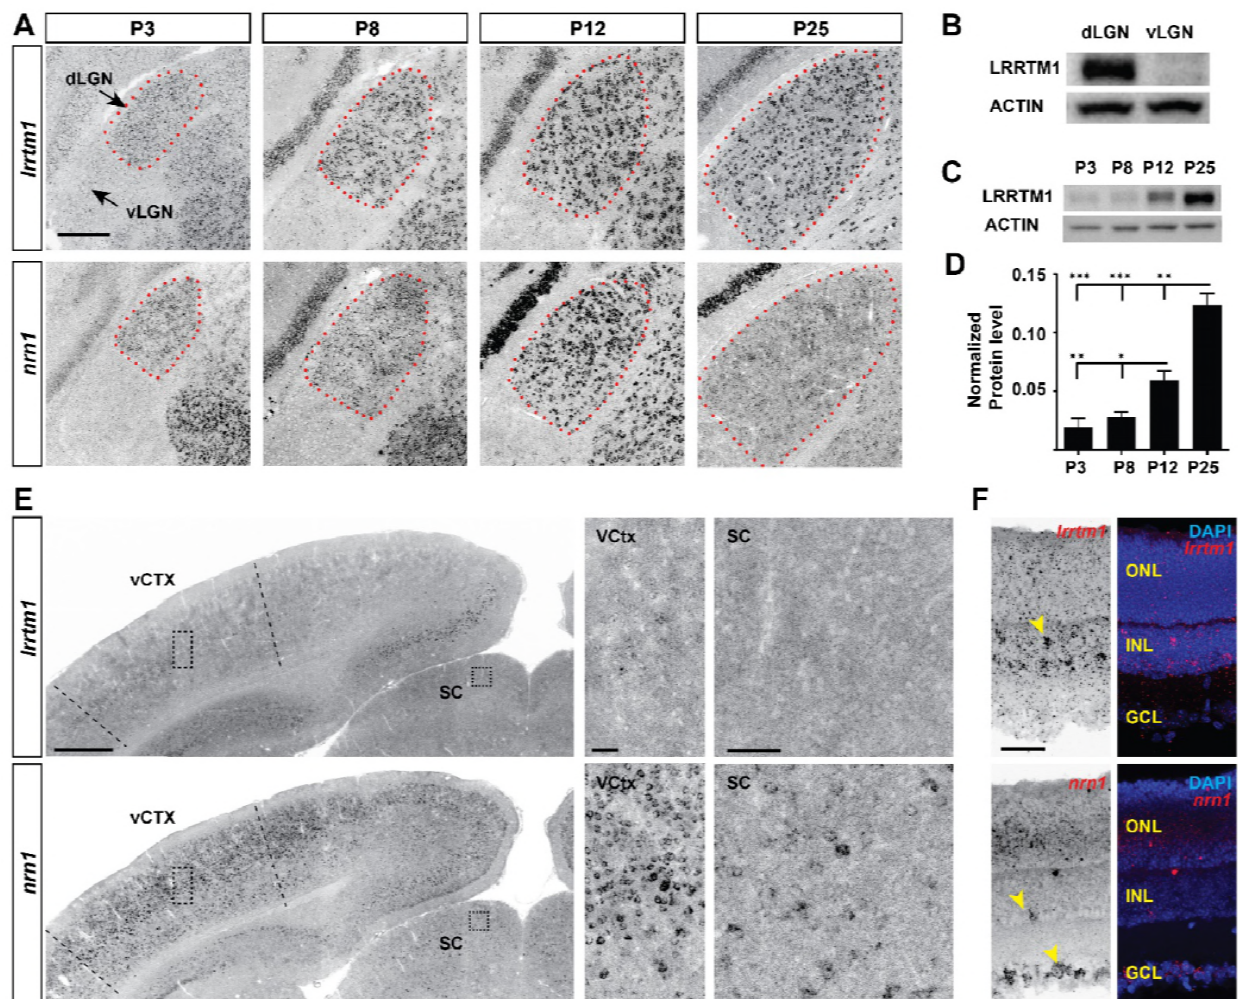 A
P3
P8
P12
P25
lrrtm1
dLGN
vLGN
nrn1
B
dLGN vLGN
LRRTM1
ACTIN
C
P3 P8 P12 P25
LRRTM1
ACTIN
D
Normalized
Protein level
0.15
0.10
0.05
*** *** **
** *
P3 P8 P12 P25
E
lrrtm1
vCTX
SC
VCtx
SC
nrn1
vCTX
SC
VCtx
SC
F
lrrtm1
DAPI
lrrtm1
ONL
INL
GCL
nrn1
DAPI
nrn1
ONL
INL
GCL